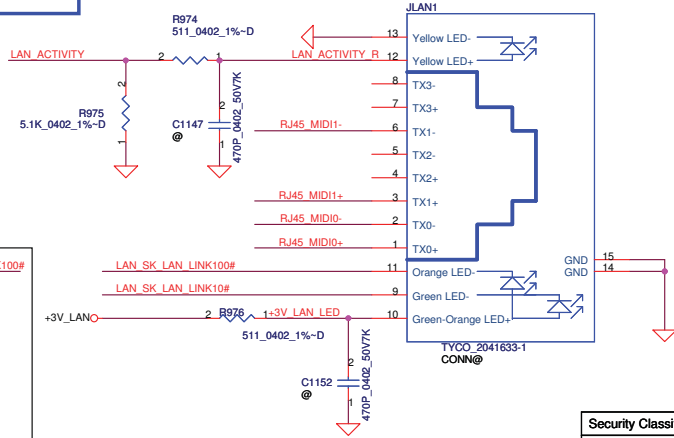 JLAN1
R974
511_0402_1%~D
LAN_ACTIVITY
2
1
LAN_ACTIVITY_R
13
Yellow LED-
12
Yellow LED+
8
TX3-
7
TX3+
R975
5.1K_0402_1%~D
2
1
C1147
@
2
1
470P_0402_50V7K
RJ45_MIDI1-
6
TX1-
5
TX2-
4
TX2+
RJ45_MIDI1+
3
TX1+
RJ45_MIDI0-
2
TX0-
RJ45_MIDI0+
1
TX0+
100#
LAN_SK_LAN_LINK100#
11
Orange LED-
LAN_SK_LAN_LINK10#
9
Green LED-
+3V_LAN
2
R976
1
+3V_LAN_LED
10
Green-Orange LED+
511_0402_1%~D
GND
15
GND
14
TYCO_2041633-1
CONN@
C1152
@
2
1
470P_0402_50V7K
Security Classi